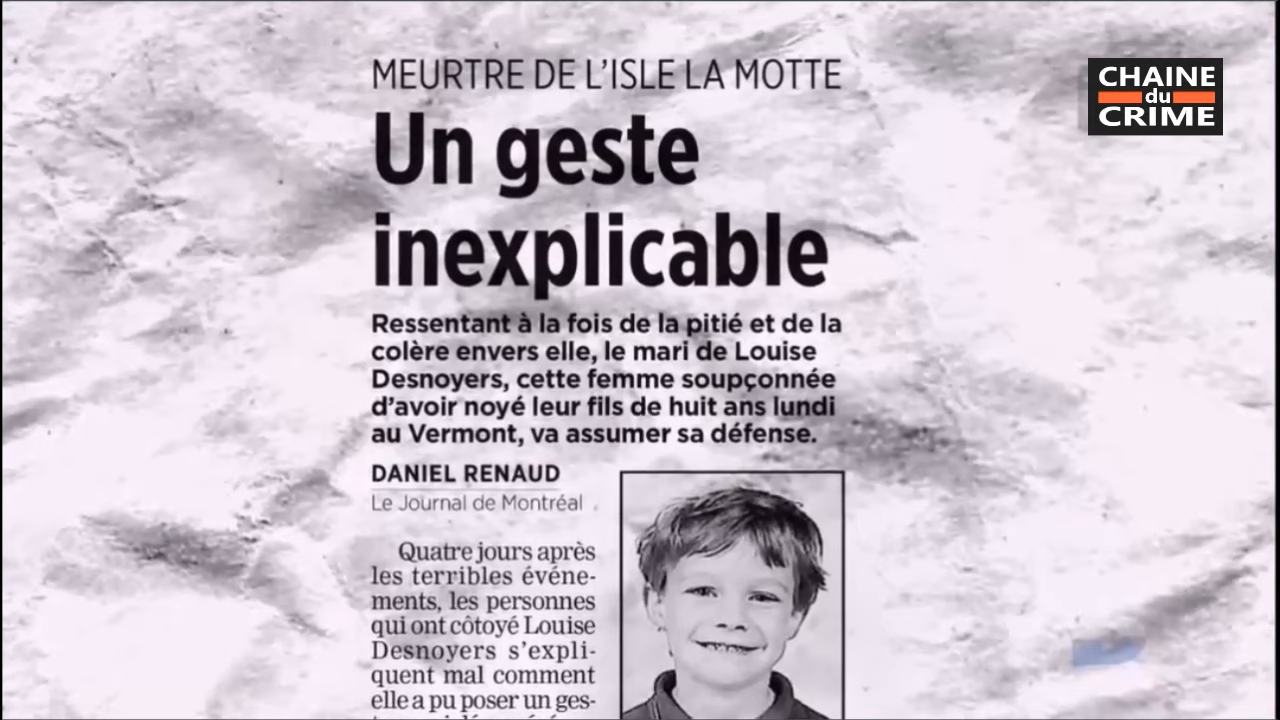 MEURTRE DE L'ISLE LA MOTTE
Un geste
inexplicable
Ressentant à la fois de la pitié et de la
colère envers elle, le mari de Louise
Desnoyers, cette femme soupçonnée
d'avoir noyé leur fils de huit ans lundi
au Vermont, va assumer sa défense.
DANIEL RENAUD
Le Journal de Montréal
Quatre jours après
les terribles événe-
ments, les personnes
qui ont côtoyé Louise
Desnoyers s'expli-
quent mal comment
elle a pu poser un ges-
CHAINE
du
CRIME